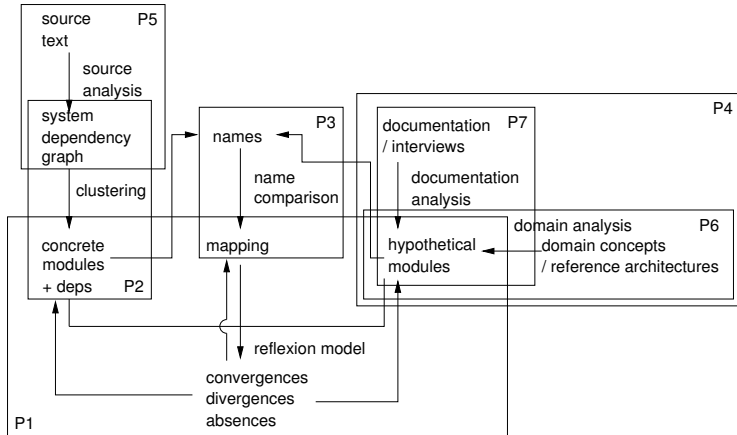 source
text
P5
source
analysis
system
dependency
graph
clustering
concrete
modules
+ deps
P2
names
P3
name
comparison
mapping
reflexion model
convergences
divergences
absences
P1
P4
documentation
/ interviews
P7
documentation
analysis
domain analysis
P6
hypothetical
modules
domain concepts
/ reference architectures